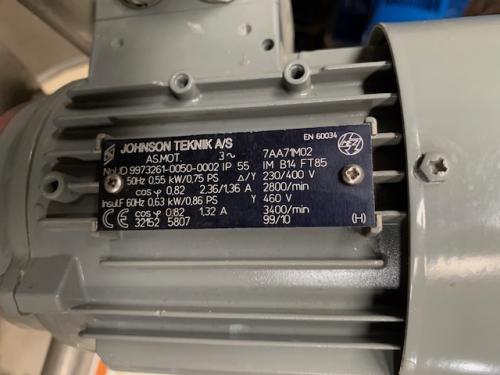 EN 60034
JOHNSON TEKNIK A/S
AS.MOT. 3~ 7AA71M02
No.I.D 9973261-0050-0002 IP 55 IM B14 FT85
50Hz 0,55 kW/0,75 PS Δ/Y 230/400 V
cos φ 0,82 2,36/1,36 A 2800/min
Insul.F 60Hz 0,63 kW/0,86 PS Y 460 V
cos φ 0,82 1,32 A 3400/min
CE 32152 5807 99/10 (H)